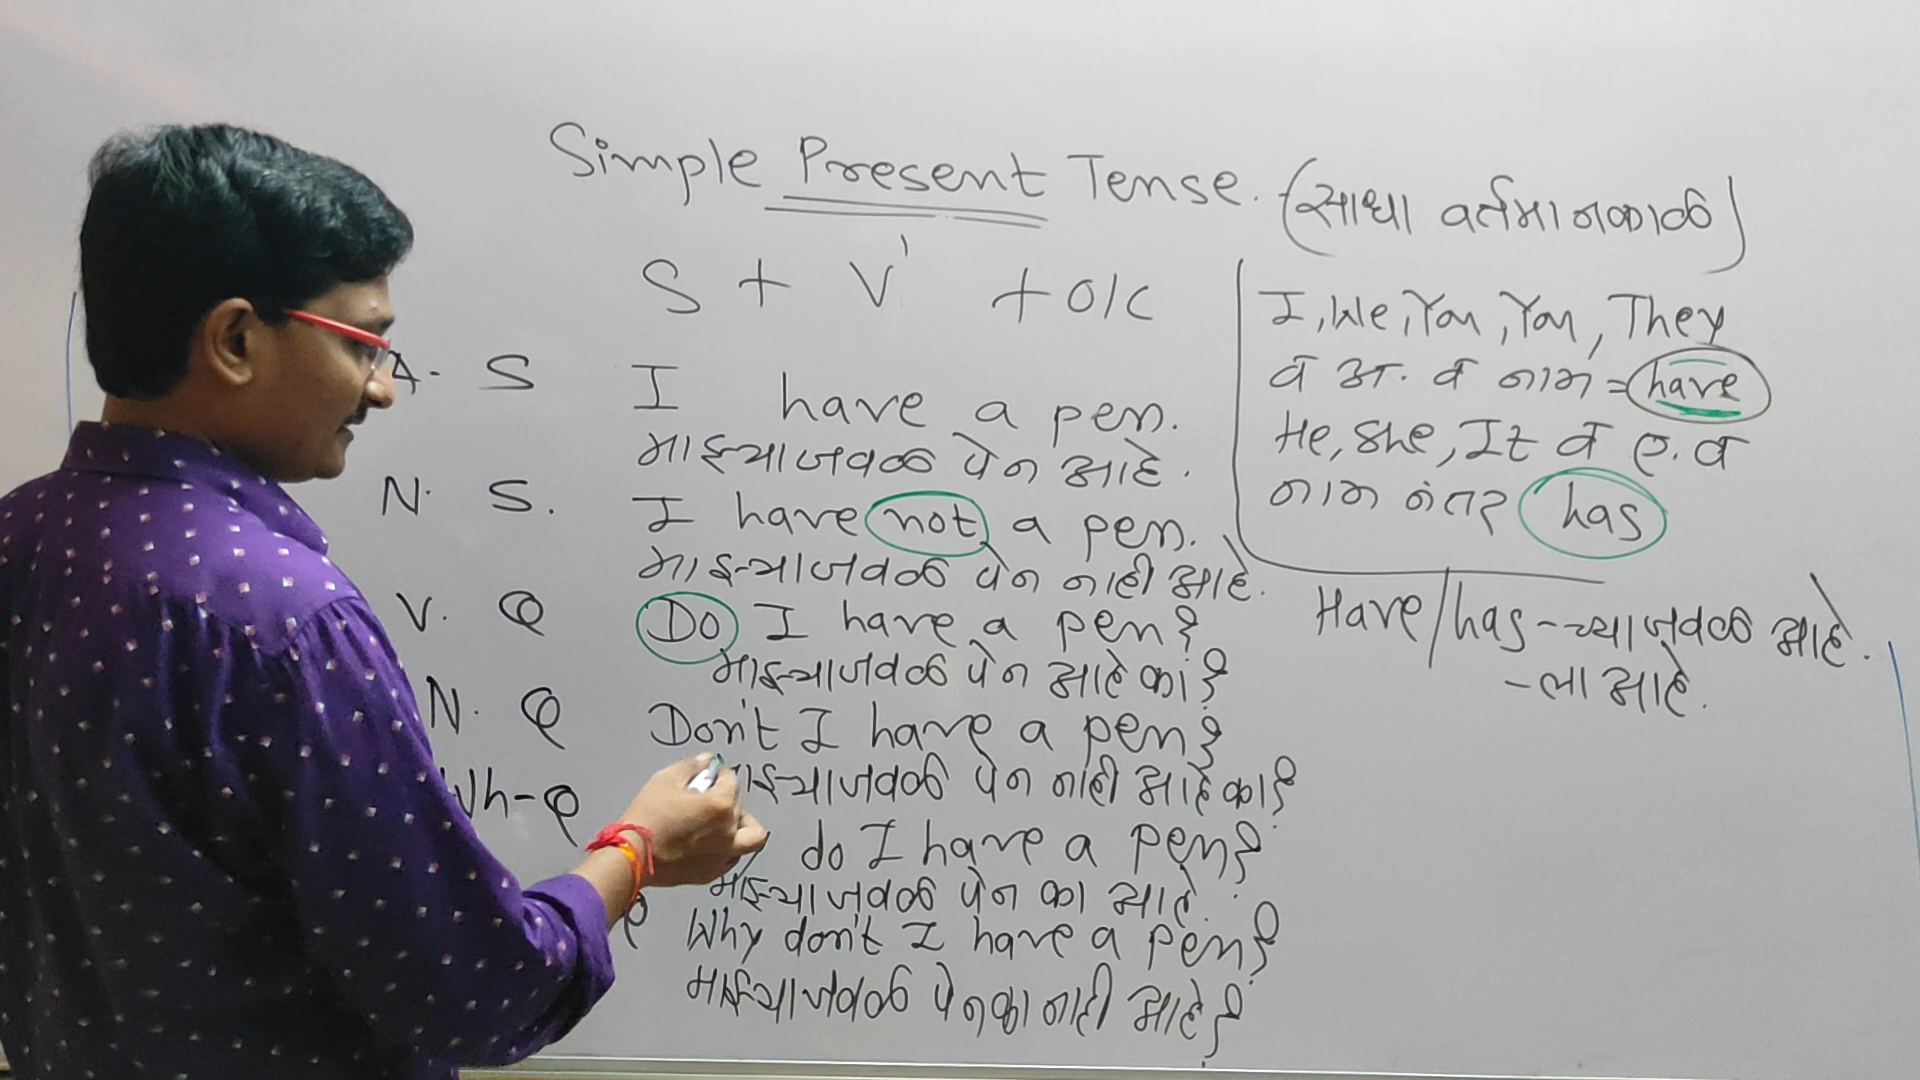 Simple Present Tense. (साधा वर्तमानकाळ)
S + V¹ + O/C
A. S I have a pen.
माझ्याजवळ पेन आहे.
N. S. I have not a pen.
माझ्याजवळ पेन नाही आहे.
V. Q Do I have a pen?
माझ्याजवळ पेन आहे का?
N. Q Don't I have a pen?
माझ्याजवळ पेन नाही आहे का?
Wh-Q do I have a pen?
माझ्याजवळ पेन का आहे.
Q Why don't I have a pen?
माझ्याजवळ पेन का नाही आहे?
I, We, You, You, They
व अ. व नाम = have
He, She, It व ए. व
नाम नंतर has
Have/has - च्याजवळ आहे.
- ला आहे.